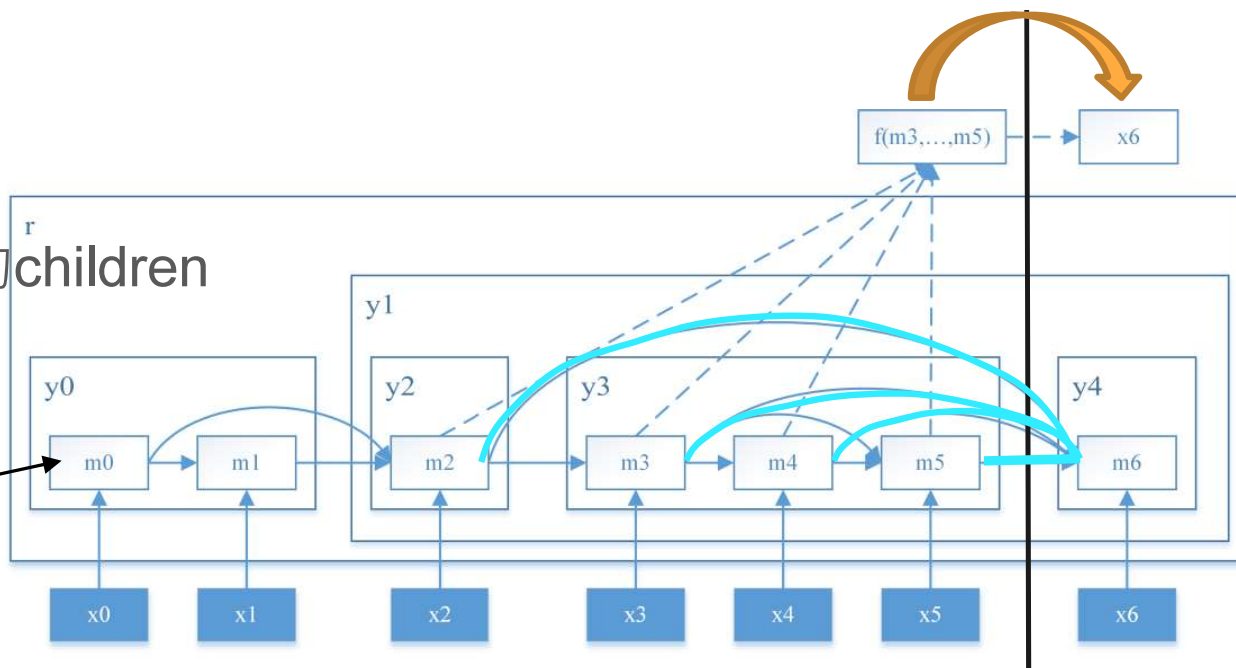 f(m3,...,m5) x6
r
children
y1
y0 y2 y3 y4
m0 m1 m2 m3 m4 m5 m6
x0 x1 x2 x3 x4 x5 x6